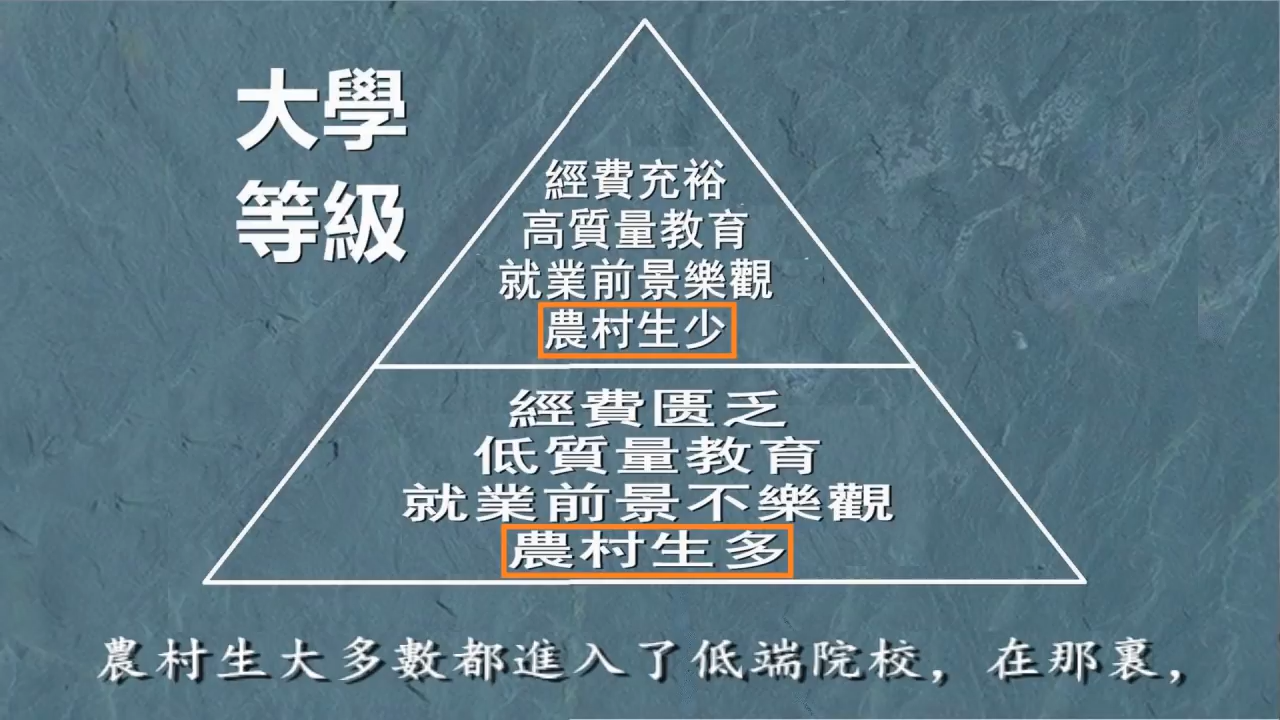 大學
等級
經費充裕
高質量教育
就業前景樂觀
農村生少
經費匱乏
低質量教育
就業前景不樂觀
農村生多
農村生大多數都進入了低端院校，在那裏，